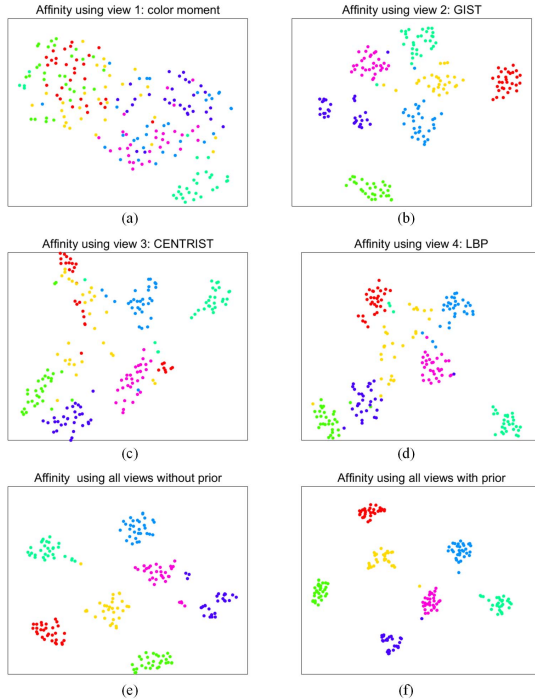 Affinity using view 1: color moment
Affinity using view 2: GIST
(a)
(b)
Affinity using view 3: CENTRIST
Affinity using view 4: LBP
(c)
(d)
Affinity using all views without prior
Affinity using all views with prior
(e)
(f)